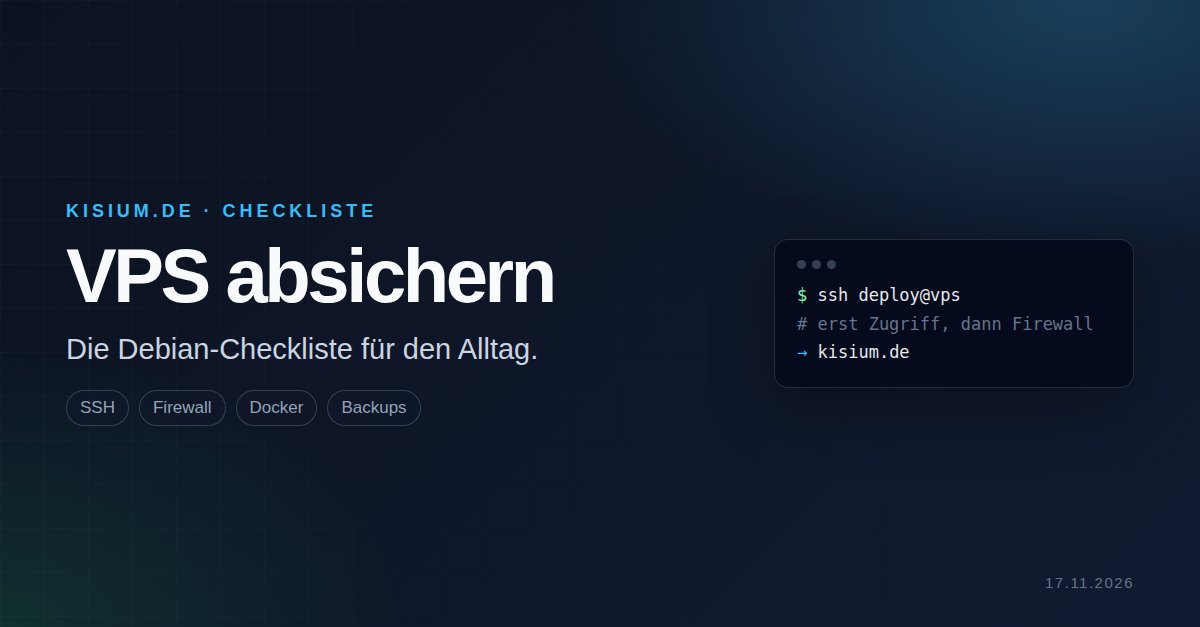 KISIUM.DE · CHECKLISTE
VPS absichern
Die Debian-Checkliste für den Alltag.
SSH Firewall Docker Backups
$ ssh deploy@vps
# erst Zugriff, dann Firewall
→ kisium.de
17.11.2026